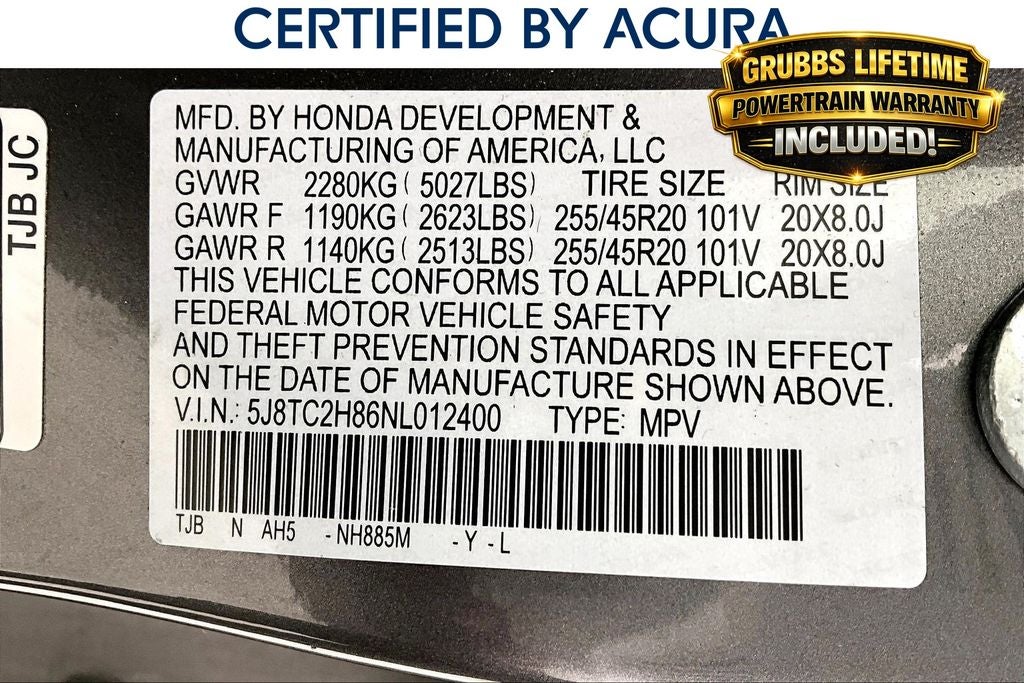 CERTIFIED BY ACURA
GRUBBS LIFETIME
POWERTRAIN WARRANTY
INCLUDED!
TJB JC
MFD. BY HONDA DEVELOPMENT &
MANUFACTURING OF AMERICA, LLC
GVWR 2280KG ( 5027LBS) TIRE SIZE RIM SIZE
GAWR F 1190KG ( 2623LBS) 255/45R20 101V 20X8.0J
GAWR R 1140KG ( 2513LBS) 255/45R20 101V 20X8.0J
THIS VEHICLE CONFORMS TO ALL APPLICABLE
FEDERAL MOTOR VEHICLE SAFETY
AND THEFT PREVENTION STANDARDS IN EFFECT
ON THE DATE OF MANUFACTURE SHOWN ABOVE.
V.I.N.: 5J8TC2H86NL012400 TYPE: MPV
TJB N AH5 - NH885M - Y - L